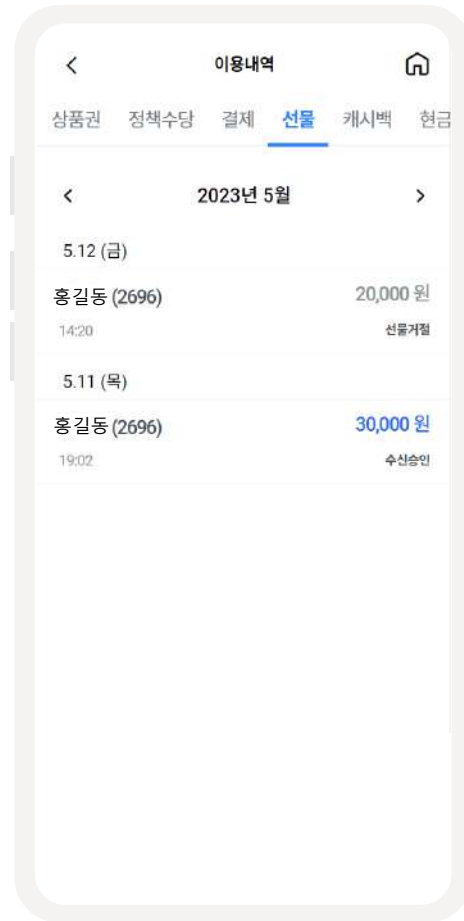 이용내역
상품권 정책수당 결제 선물 캐시백 현금
2023년 5월
5.12 (금)
홍길동 (2696) 20,000 원
14:20 선물거절
5.11 (목)
홍길동 (2696) 30,000 원
19:02 수신승인